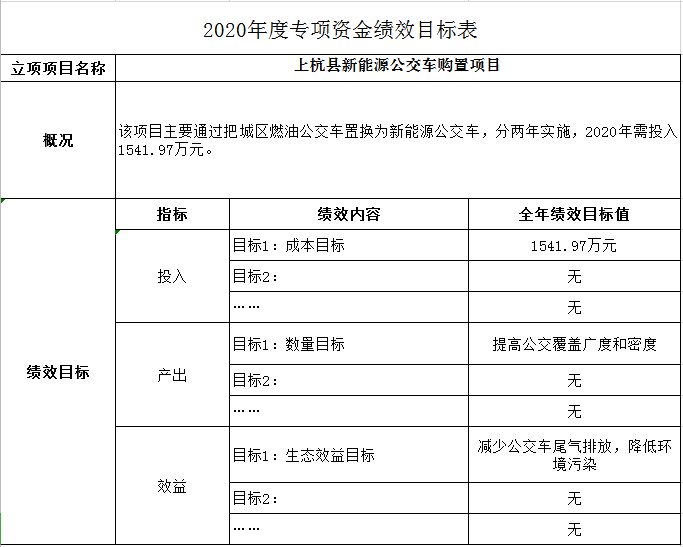 2020年度专项资金绩效目标表
立项项目名称
上杭县新能源公交车购置项目
概况
该项目主要通过把城区燃油公交车置换为新能源公交车，分两年实施，2020年需投入
1541.97万元。
绩效目标
指标
绩效内容
全年绩效目标值
投入
目标1：成本目标
1541.97万元
目标2：
无
……
无
产出
目标1：数量目标
提高公交覆盖广度和密度
目标2：
无
……
无
效益
目标1：生态效益目标
减少公交车尾气排放，降低环
境污染
目标2：
无
……
无